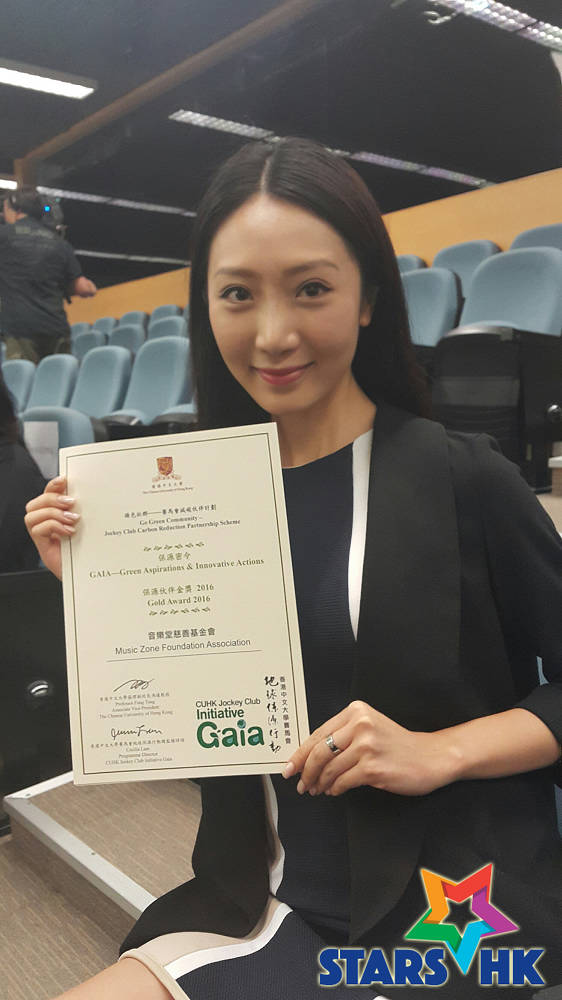 香港中文大學
The Chinese University of Hong Kong
綠色社群——賽馬會減碳伙伴計劃
Go Green Community –
Jockey Club Carbon Reduction Partnership Scheme
保源密令
GAIA—Green Aspirations & Innovative Actions
保源伙伴金獎 2016
Gold Award 2016
音樂堂慈善基金會
Music Zone Foundation Association
Professor Fung Tung
Associate Vice-President
The Chinese University of Hong Kong
Cecilia Lam
Programme Director
CUHK Jockey Club Initiative Gaia
CUHK Jockey Club
Initiative
Gaia
香港中文大學賽馬會
地球保源行動
STARS HK